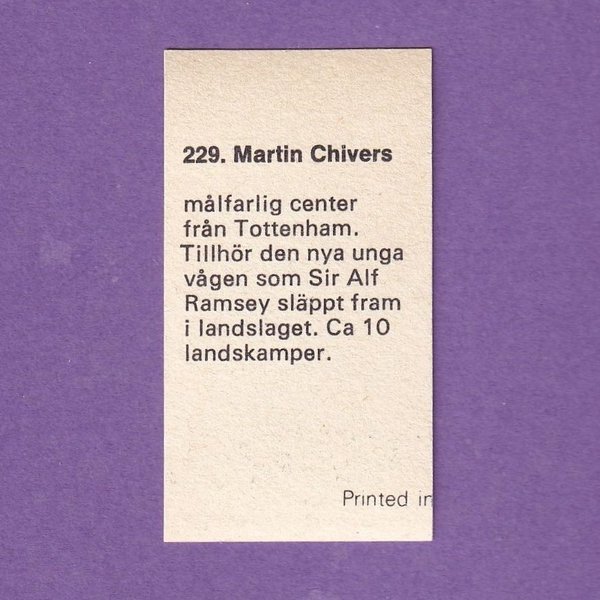 229. Martin Chivers
målfarlig center
från Tottenham.
Tillhör den nya unga
vågen som Sir Alf
Ramsey släppt fram
i landslaget. Ca 10
landskamper.
Printed in